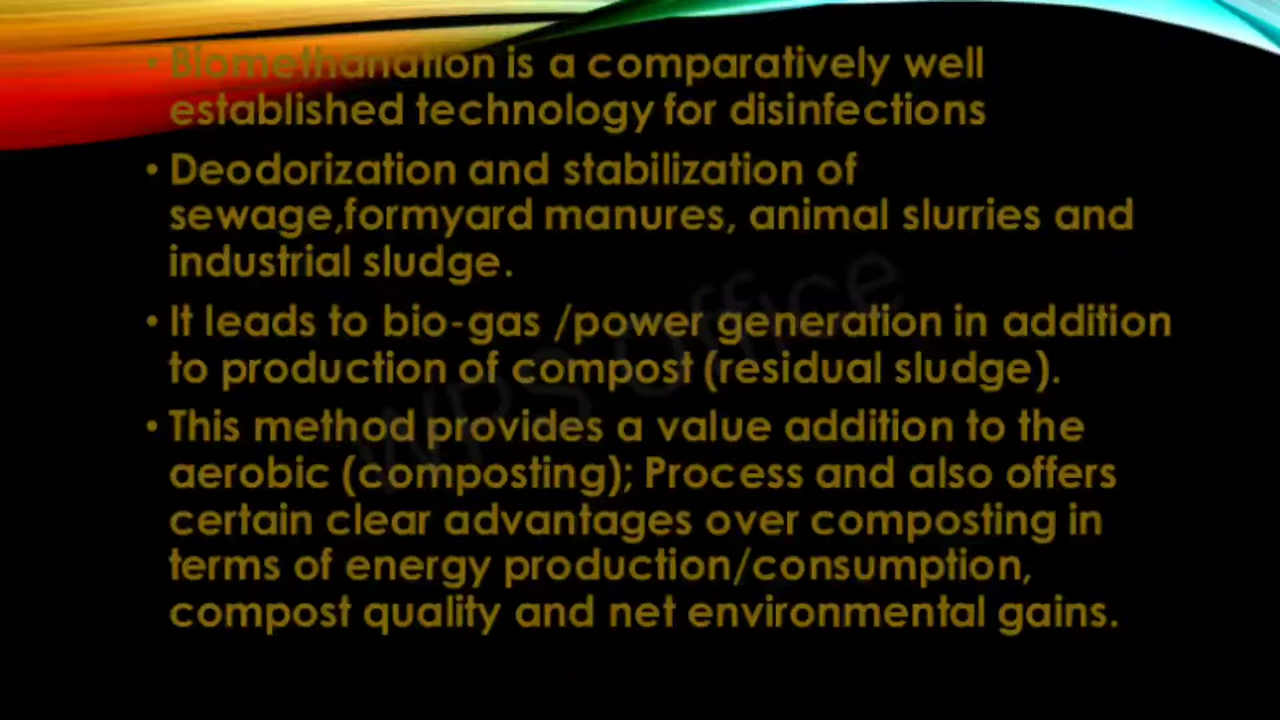 • Biomethanation is a comparatively well
established technology for disinfections
• Deodorization and stabilization of
sewage,formyard manures, animal slurries and
industrial sludge.
• It leads to bio-gas /power generation in addition
to production of compost (residual sludge).
• This method provides a value addition to the
aerobic (composting); Process and also offers
certain clear advantages over composting in
terms of energy production/consumption,
compost quality and net environmental gains.
WPS Office